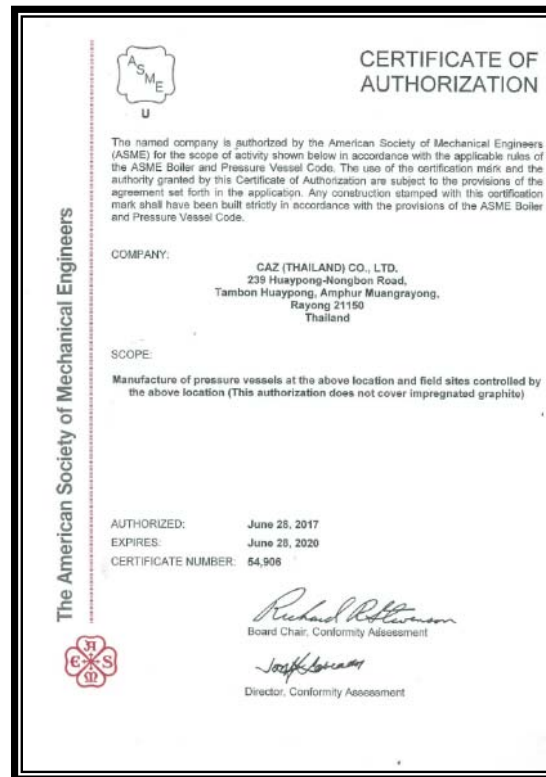 ASME
U
CERTIFICATE OF
AUTHORIZATION
The named company is authorized by the American Society of Mechanical Engineers
(ASME) for the scope of activity shown below in accordance with the applicable rules of
the ASME Boiler and Pressure Vessel Code. The use of the certification mark and the
authority granted by this Certificate of Authorization are subject to the provisions of the
agreement set forth in the application. Any construction stamped with this certification
mark shall have been built strictly in accordance with the provisions of the ASME Boiler
and Pressure Vessel Code.
COMPANY:
CAZ (THAILAND) CO., LTD.
239 Huaypong-Nongbon Road,
Tambon Huaypong, Amphur Muangrayong,
Rayong 21150
Thailand
SCOPE:
Manufacture of pressure vessels at the above location and field sites controlled by
the above location (This authorization does not cover impregnated graphite)
AUTHORIZED: June 28, 2017
EXPIRES: June 28, 2020
CERTIFICATE NUMBER: 54,906
Board Chair, Conformity Assessment
Director, Conformity Assessment
The American Society of Mechanical Engineers
ASME